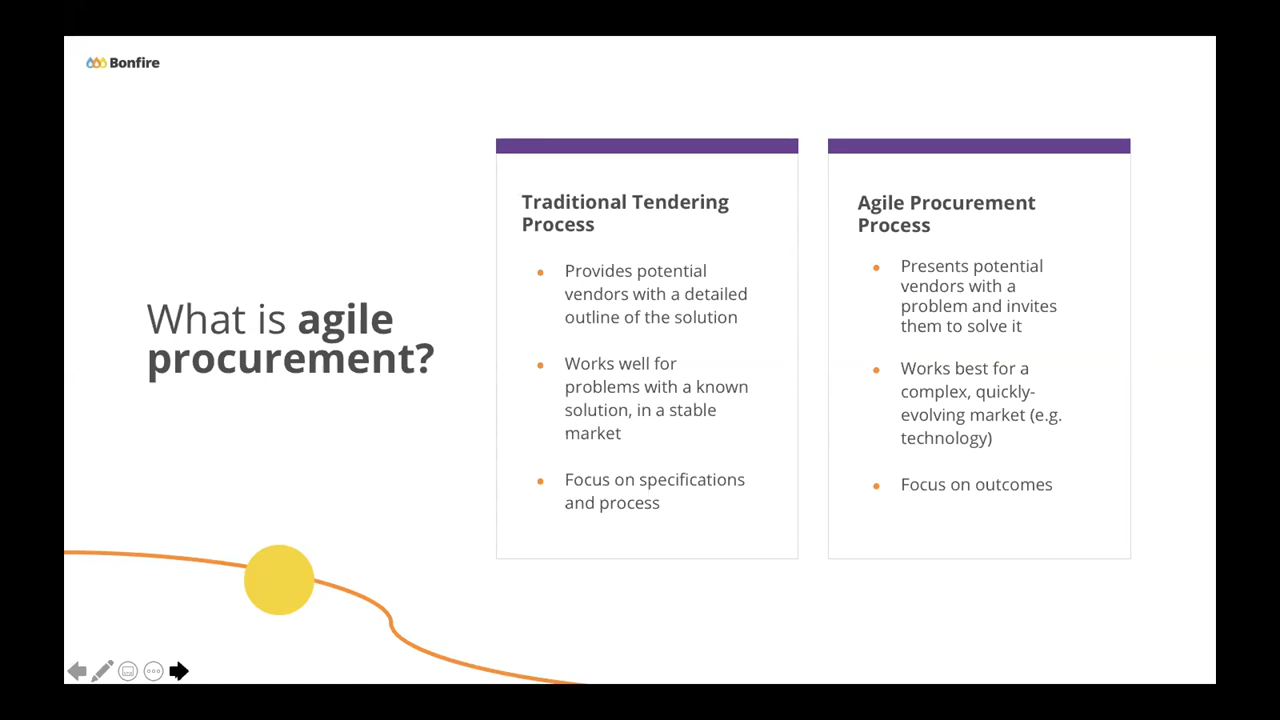 Bonfire
What is agile
procurement?
Traditional Tendering
Process
• Provides potential
vendors with a detailed
outline of the solution
• Works well for
problems with a known
solution, in a stable
market
• Focus on specifications
and process
Agile Procurement
Process
• Presents potential
vendors with a
problem and invites
them to solve it
• Works best for a
complex, quickly-
evolving market (e.g.
technology)
• Focus on outcomes